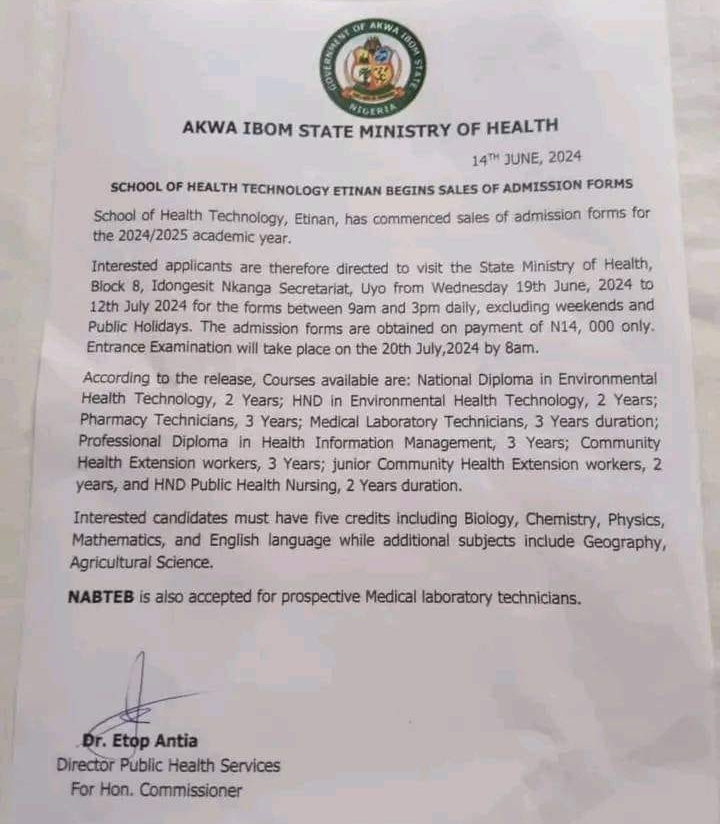 GOVERNMENT OF AKWA IBOM STATE
NIGERIA
AKWA IBOM STATE MINISTRY OF HEALTH
14TH JUNE, 2024
SCHOOL OF HEALTH TECHNOLOGY ETINAN BEGINS SALES OF ADMISSION FORMS
School of Health Technology, Etinan, has commenced sales of admission forms for
the 2024/2025 academic year.
Interested applicants are therefore directed to visit the State Ministry of Health,
Block 8, Idongesit Nkanga Secretariat, Uyo from Wednesday 19th June, 2024 to
12th July 2024 for the forms between 9am and 3pm daily, excluding weekends and
Public Holidays. The admission forms are obtained on payment of N14, 000 only.
Entrance Examination will take place on the 20th July,2024 by 8am.
According to the release, Courses available are: National Diploma in Environmental
Health Technology, 2 Years; HND in Environmental Health Technology, 2 Years;
Pharmacy Technicians, 3 Years; Medical Laboratory Technicians, 3 Years duration;
Professional Diploma in Health Information Management, 3 Years; Community
Health Extension workers, 3 Years; junior Community Health Extension workers, 2
years, and HND Public Health Nursing, 2 Years duration.
Interested candidates must have five credits including Biology, Chemistry, Physics,
Mathematics, and English language while additional subjects include Geography,
Agricultural Science.
NABTEB is also accepted for prospective Medical laboratory technicians.
Dr. Etop Antia
Director Public Health Services
For Hon. Commissioner